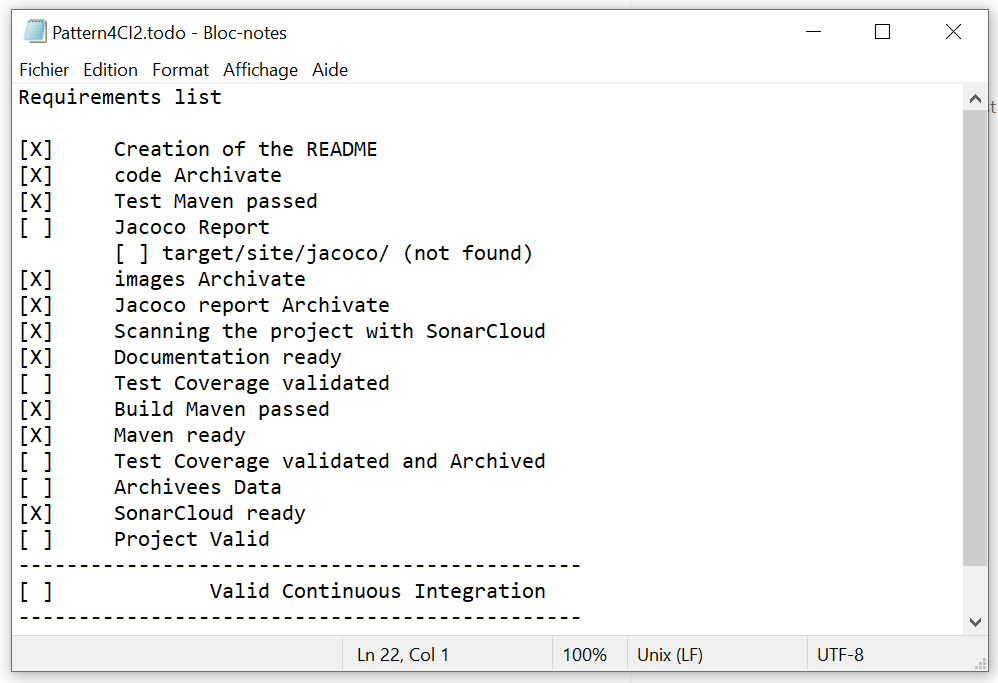 Pattern4CI2.todo - Bloc-notes
Fichier Edition Format Affichage Aide
Requirements list
[X] Creation of the README
[X] code Archivate
[X] Test Maven passed
[ ] Jacoco Report
[ ] target/site/jacoco/ (not found)
[X] images Archivate
[X] Jacoco report Archivate
[X] Scanning the project with SonarCloud
[X] Documentation ready
[ ] Test Coverage validated
[X] Build Maven passed
[X] Maven ready
[ ] Test Coverage validated and Archived
[ ] Archivees Data
[X] SonarCloud ready
[ ] Project Valid
-----------------------------------------------
[ ] Valid Continuous Integration
-----------------------------------------------
Ln 22, Col 1 100% Unix (LF) UTF-8